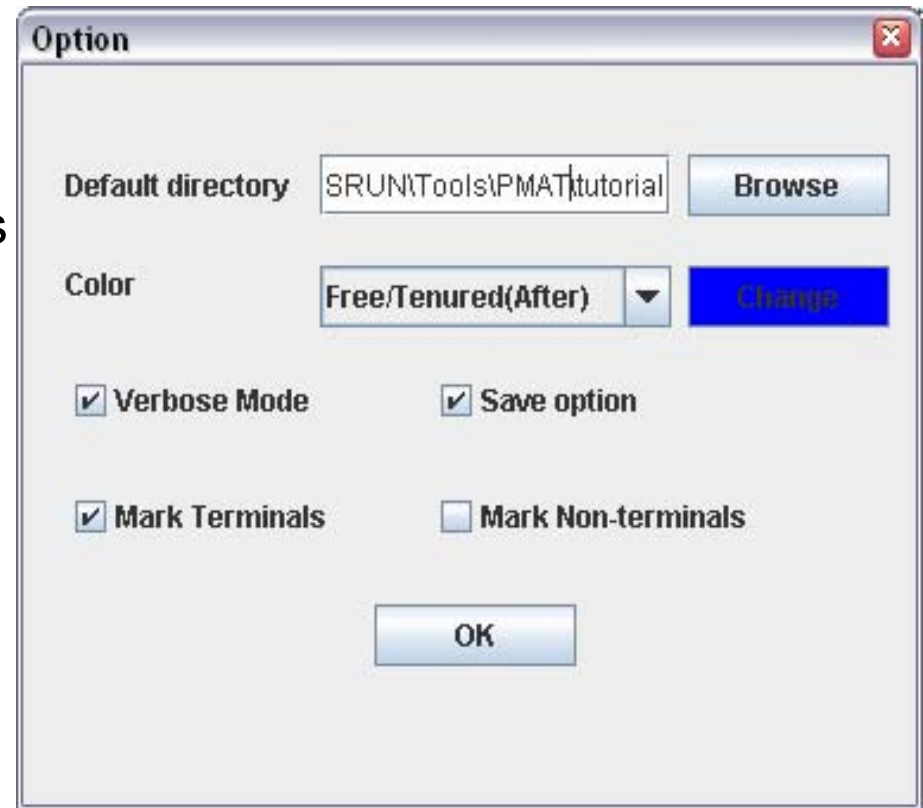 Option
Default directory SRUN\Tools\PMAT\tutorial Browse
s
Color Free/Tenured(After) Change
Verbose Mode Save option
Mark Terminals Mark Non-terminals
OK